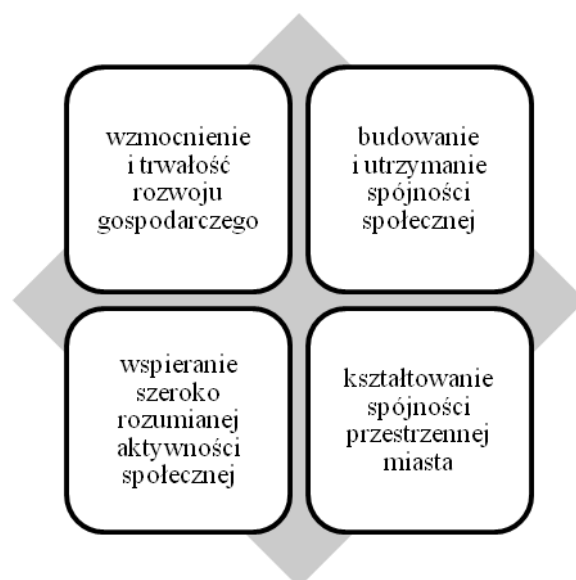 wzmocnienie
i trwałość
rozwoju
gospodarczego
budowanie
i utrzymanie
spójności
społecznej
wspieranie
szeroko
rozumianej
aktywności
społecznej
kształtowanie
spójności
przestrzennej
miasta